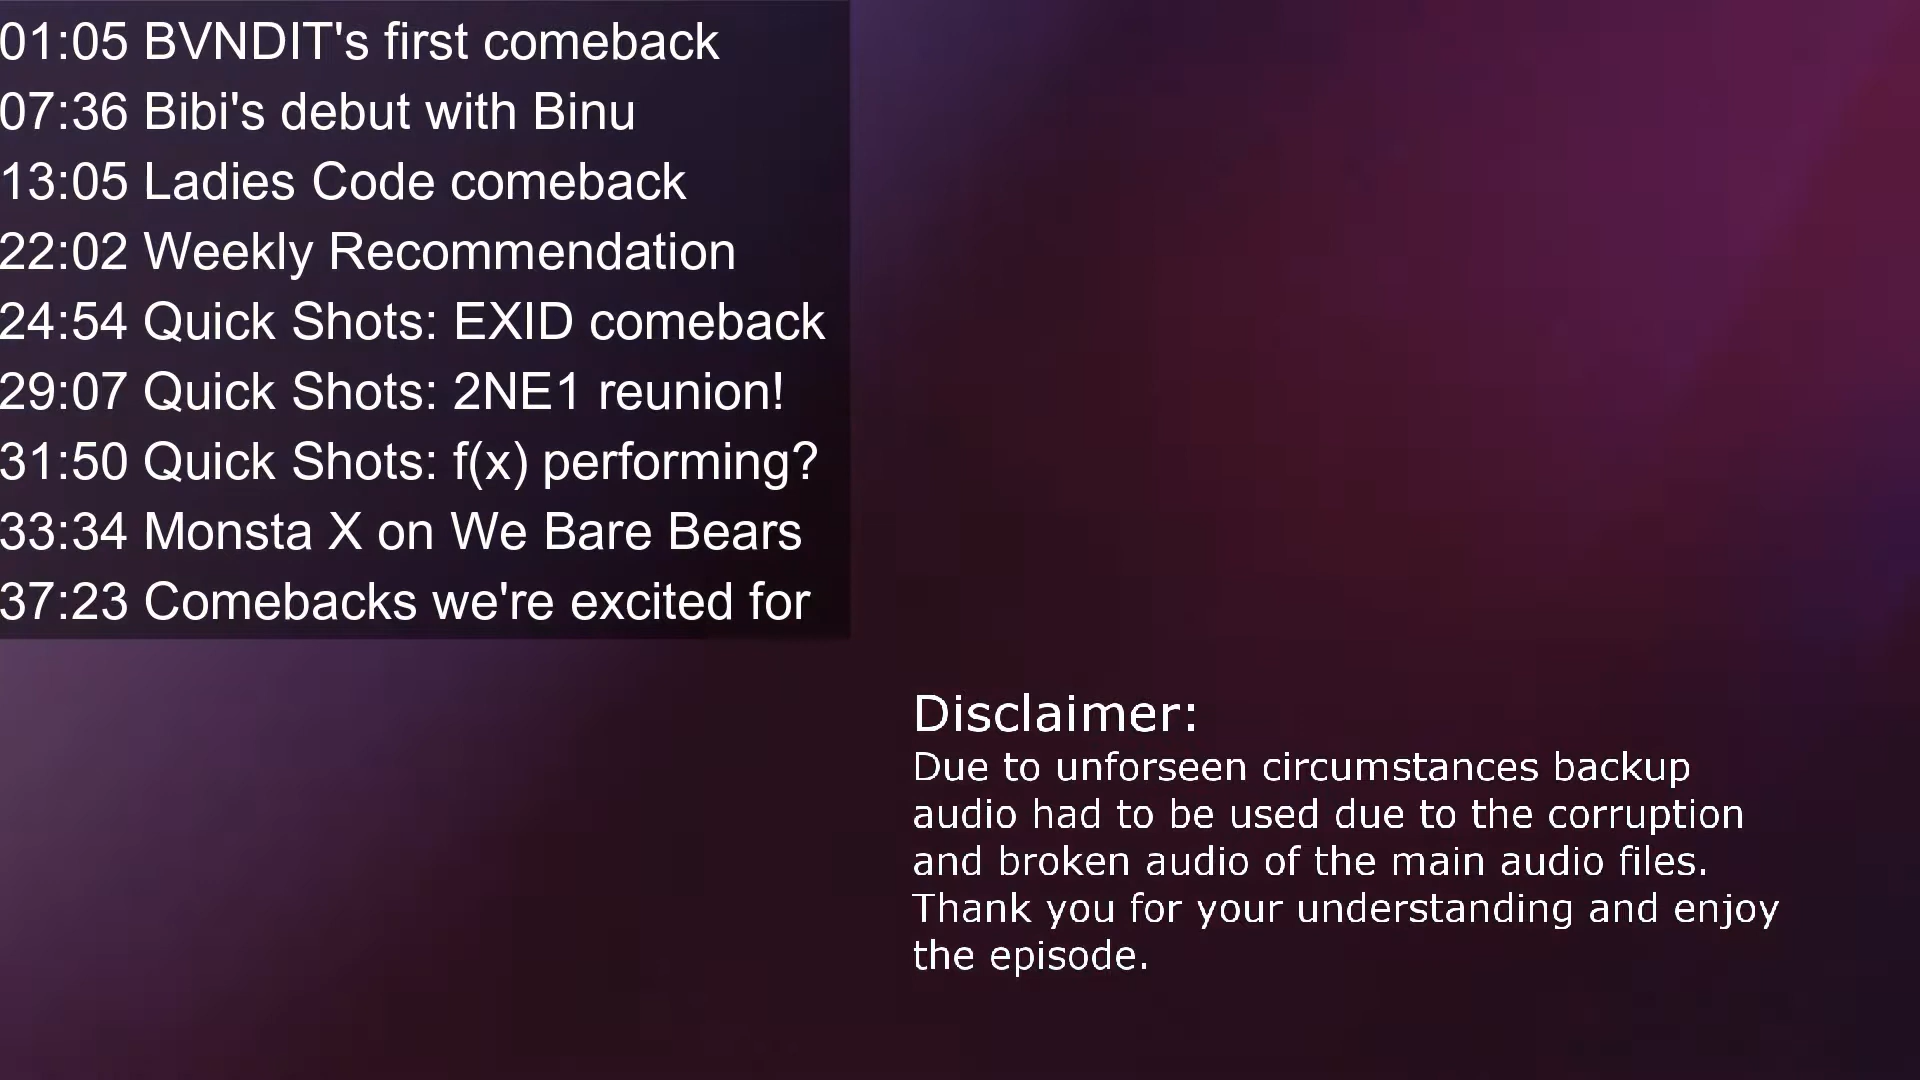 01:05 BVNDIT's first comeback
07:36 Bibi's debut with Binu
13:05 Ladies Code comeback
22:02 Weekly Recommendation
24:54 Quick Shots: EXID comeback
29:07 Quick Shots: 2NE1 reunion!
31:50 Quick Shots: f(x) performing?
33:34 Monsta X on We Bare Bears
37:23 Comebacks we're excited for
Disclaimer:
Due to unforseen circumstances backup
audio had to be used due to the corruption
and broken audio of the main audio files.
Thank you for your understanding and enjoy
the episode.